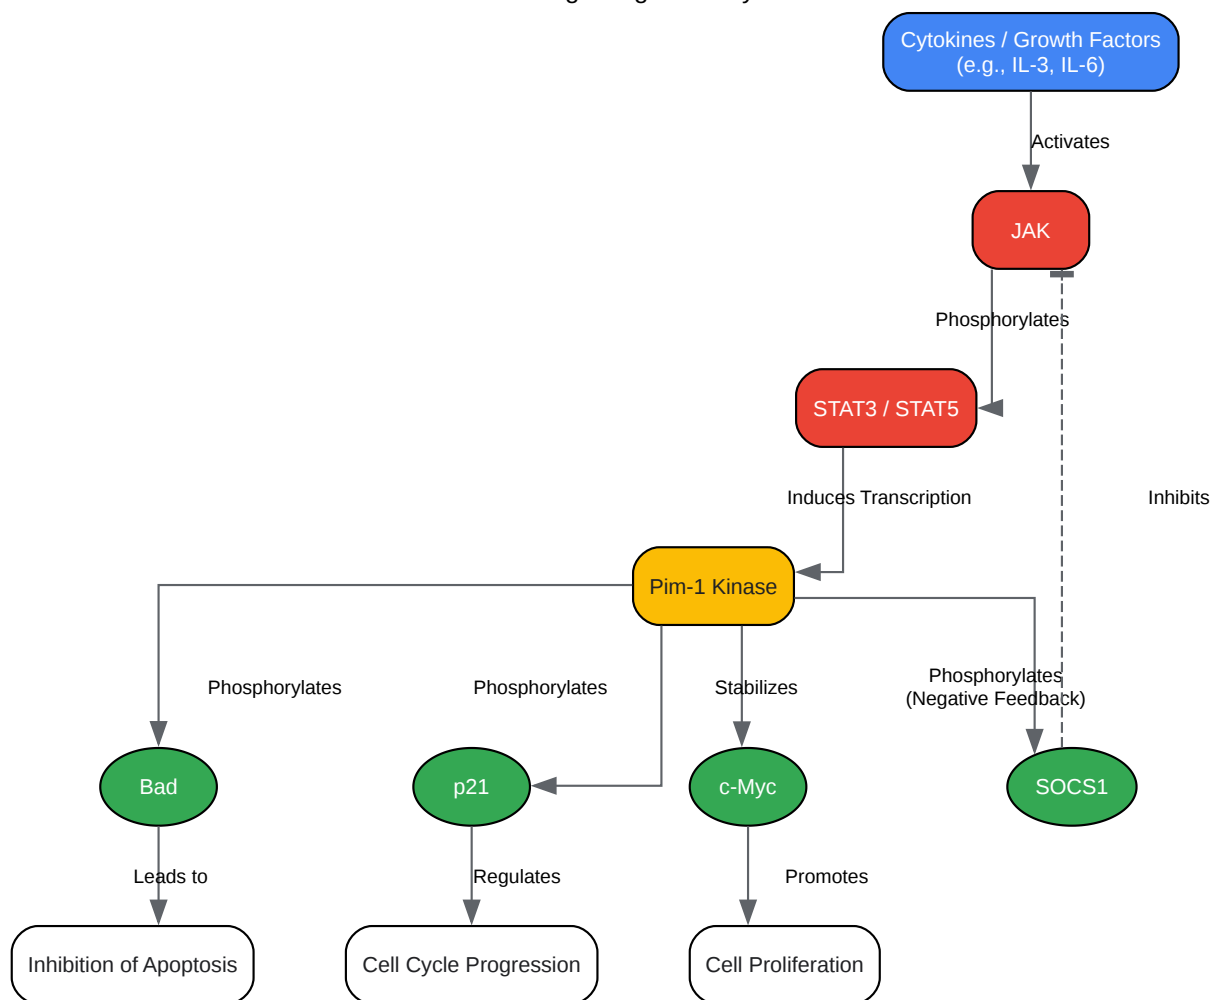 Cytokines / Growth Factors
(e.g., IL-3, IL-6)
Activates
JAK
Phosphorylates
STAT3 / STAT5
Induces Transcription
Inhibits
Pim-1 Kinase
Phosphorylates
Phosphorylates
Stabilizes
Phosphorylates
(Negative Feedback)
Bad
p21
c-Myc
SOCS1
Leads to
Regulates
Promotes
Inhibition of Apoptosis
Cell Cycle Progression
Cell Proliferation